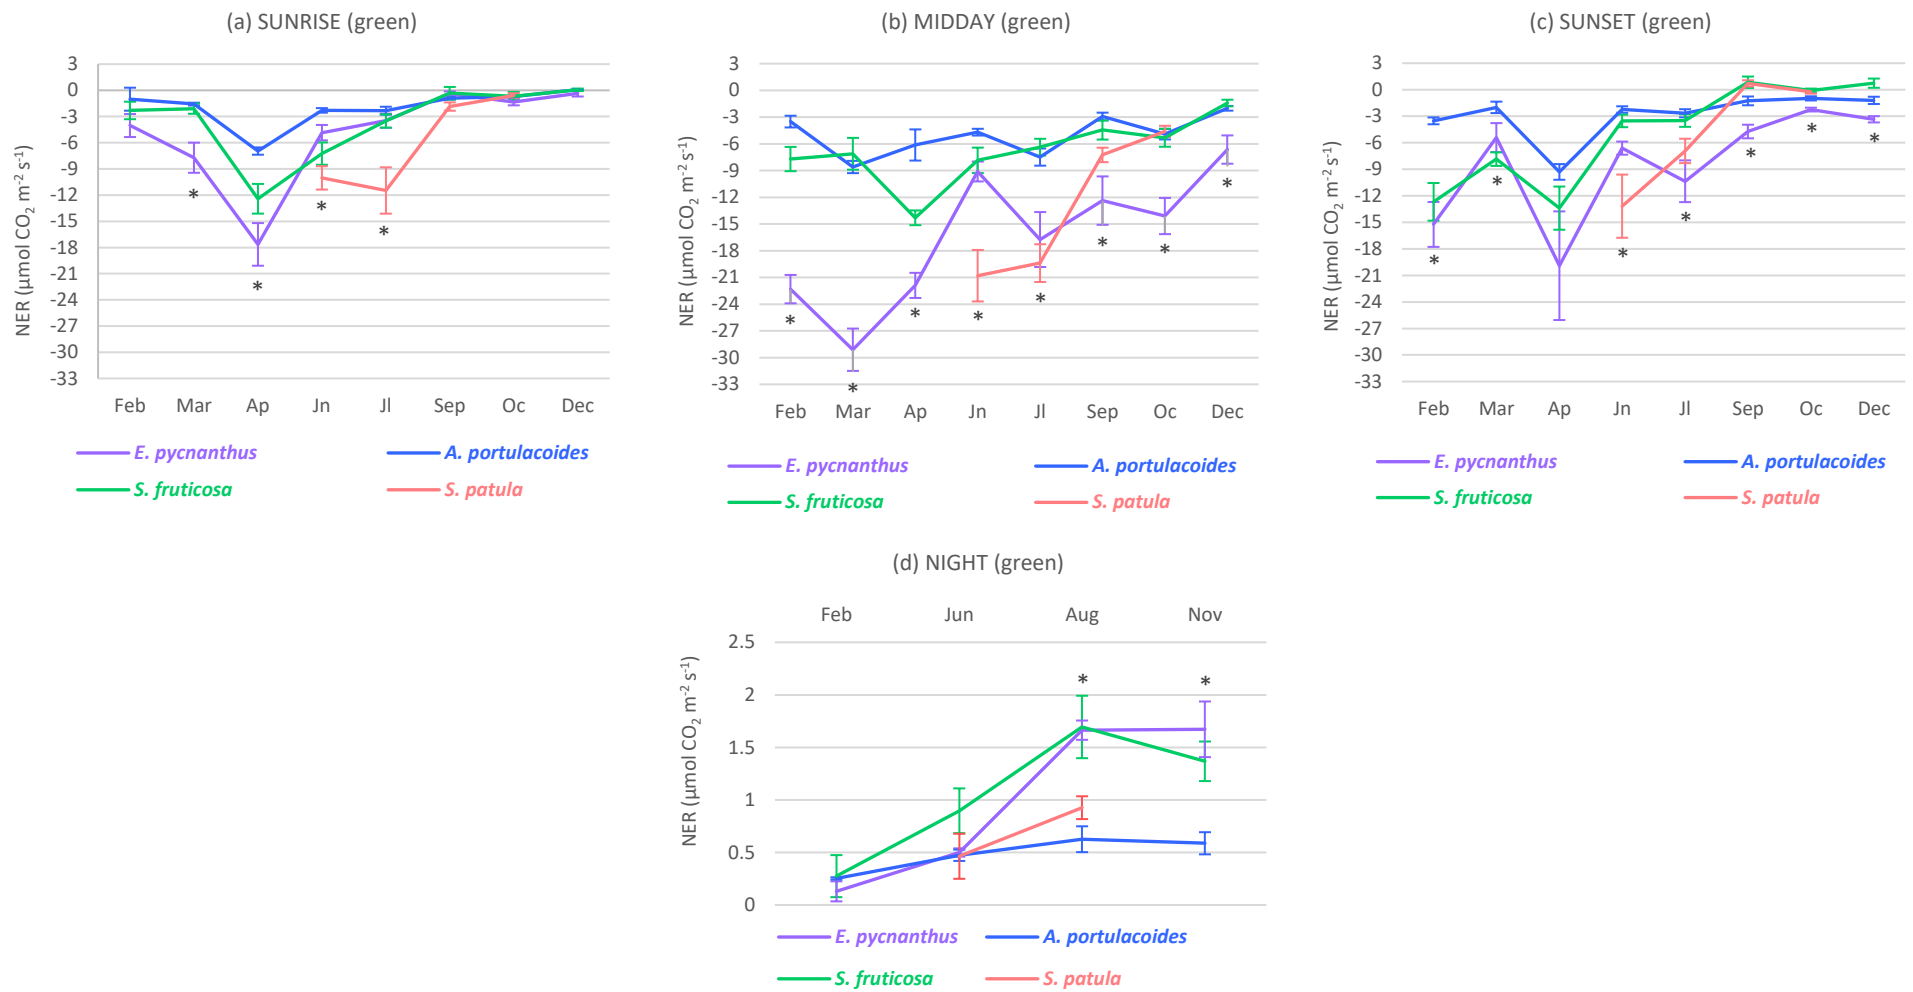 (a) SUNRISE (green)
NER (µmol CO2 m-2 s-1)
3
0
-3
-6
-9
-12
-15
-18
-21
-24
-27
-30
-33
* * * *
*
Feb Mar Ap Jn Jl Sep Oc Dec
E. pycnanthus A. portulacoides
S. fruticosa S. patula
(b) MIDDAY (green)
NER (µmol CO2 m-2 s-1)
3
0
-3
-6
-9
-12
-15
-18
-21
-24
-27
-30
-33
* * * * * * * *
Feb Mar Ap Jn Jl Sep Oc Dec
E. pycnanthus A. portulacoides
S. fruticosa S. patula
(c) SUNSET (green)
NER (µmol CO2 m-2 s-1)
3
0
-3
-6
-9
-12
-15
-18
-21
-24
-27
-30
-33
* * * * * * *
Feb Mar Ap Jn Jl Sep Oc Dec
E. pycnanthus A. portulacoides
S. fruticosa S. patula
(d) NIGHT (green)
Feb Jun Aug Nov
NER (µmol CO2 m-2 s-1)
2.5
2
1.5
1
0.5
0
* *
E. pycnanthus A. portulacoides
S. fruticosa S. patula